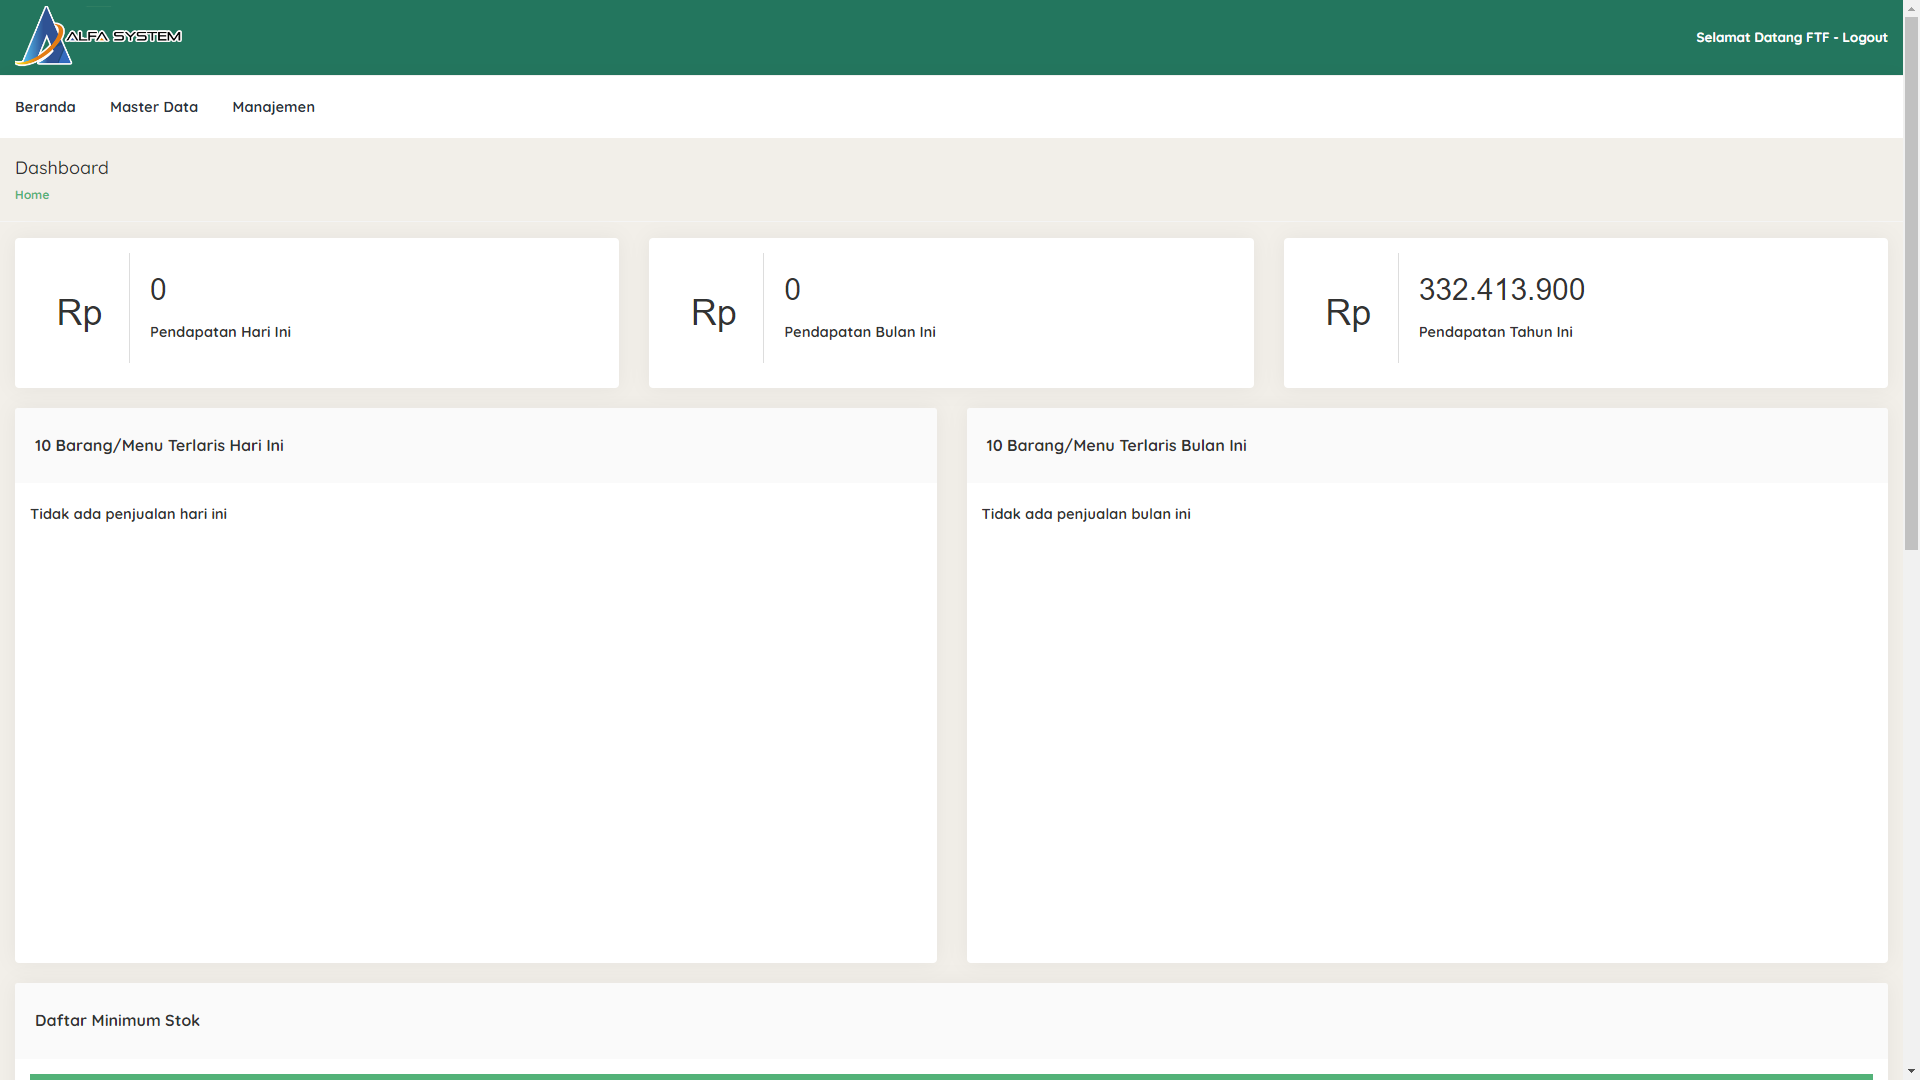 ALFA SYSTEM
Selamat Datang FTF - Logout
Beranda
Master Data
Manajemen
Dashboard
Home
Rp
0
Pendapatan Hari Ini
Rp
0
Pendapatan Bulan Ini
Rp
332.413.900
Pendapatan Tahun Ini
10 Barang/Menu Terlaris Hari Ini
Tidak ada penjualan hari ini
10 Barang/Menu Terlaris Bulan Ini
Tidak ada penjualan bulan ini
Daftar Minimum Stok